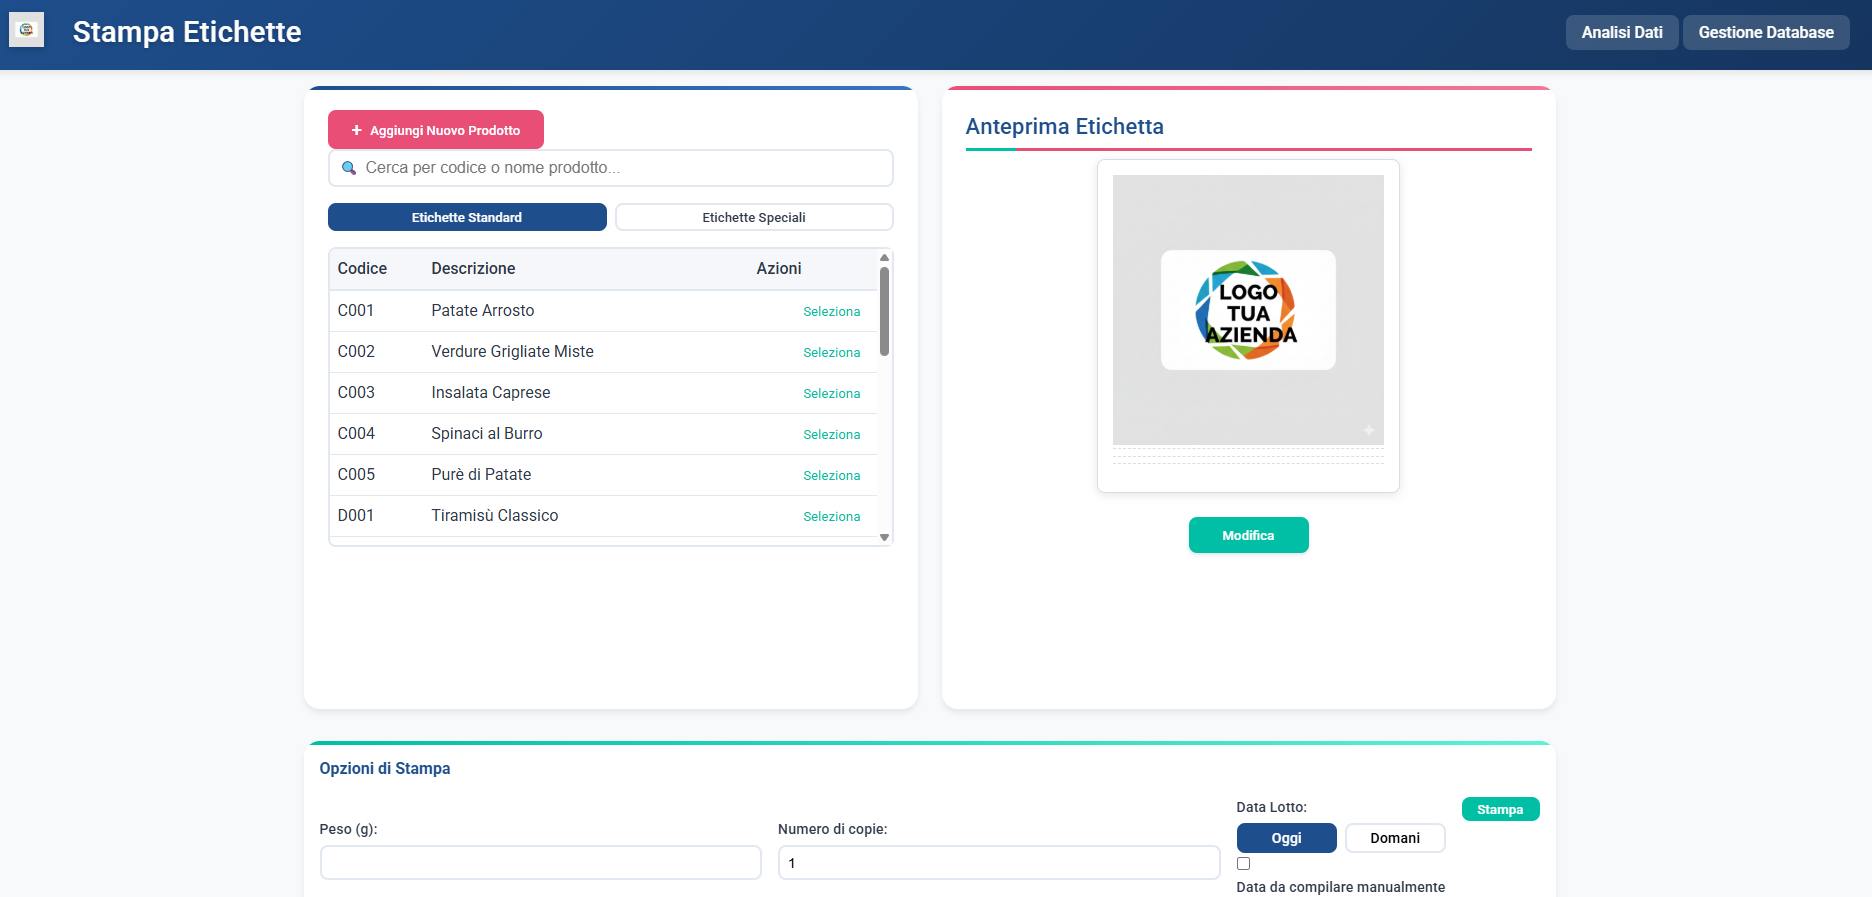 Stampa Etichette
Analisi Dati
Gestione Database
+ Aggiungi Nuovo Prodotto
Cerca per codice o nome prodotto...
Etichette Standard
Etichette Speciali
Codice Descrizione Azioni
C001 Patate Arrosto Seleziona
C002 Verdure Grigliate Miste Seleziona
C003 Insalata Caprese Seleziona
C004 Spinaci al Burro Seleziona
C005 Purè di Patate Seleziona
D001 Tiramisù Classico Seleziona
Anteprima Etichetta
LOGO
TUA
AZIENDA
Modifica
Opzioni di Stampa
Peso (g):
Numero di copie:
1
Data Lotto:
Oggi
Domani
Data da compilare manualmente
Stampa